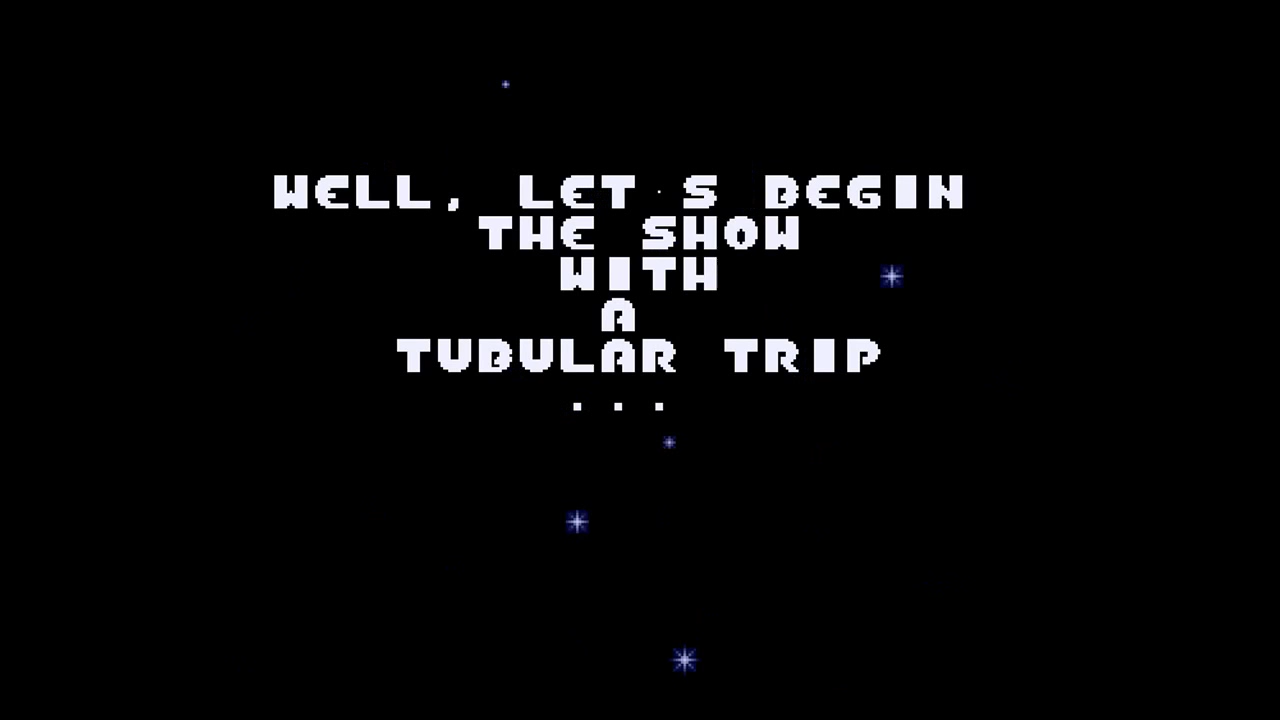 WELL, LET S BEGIN
THE SHOW
WITH
A
TUBULAR TRIP
...